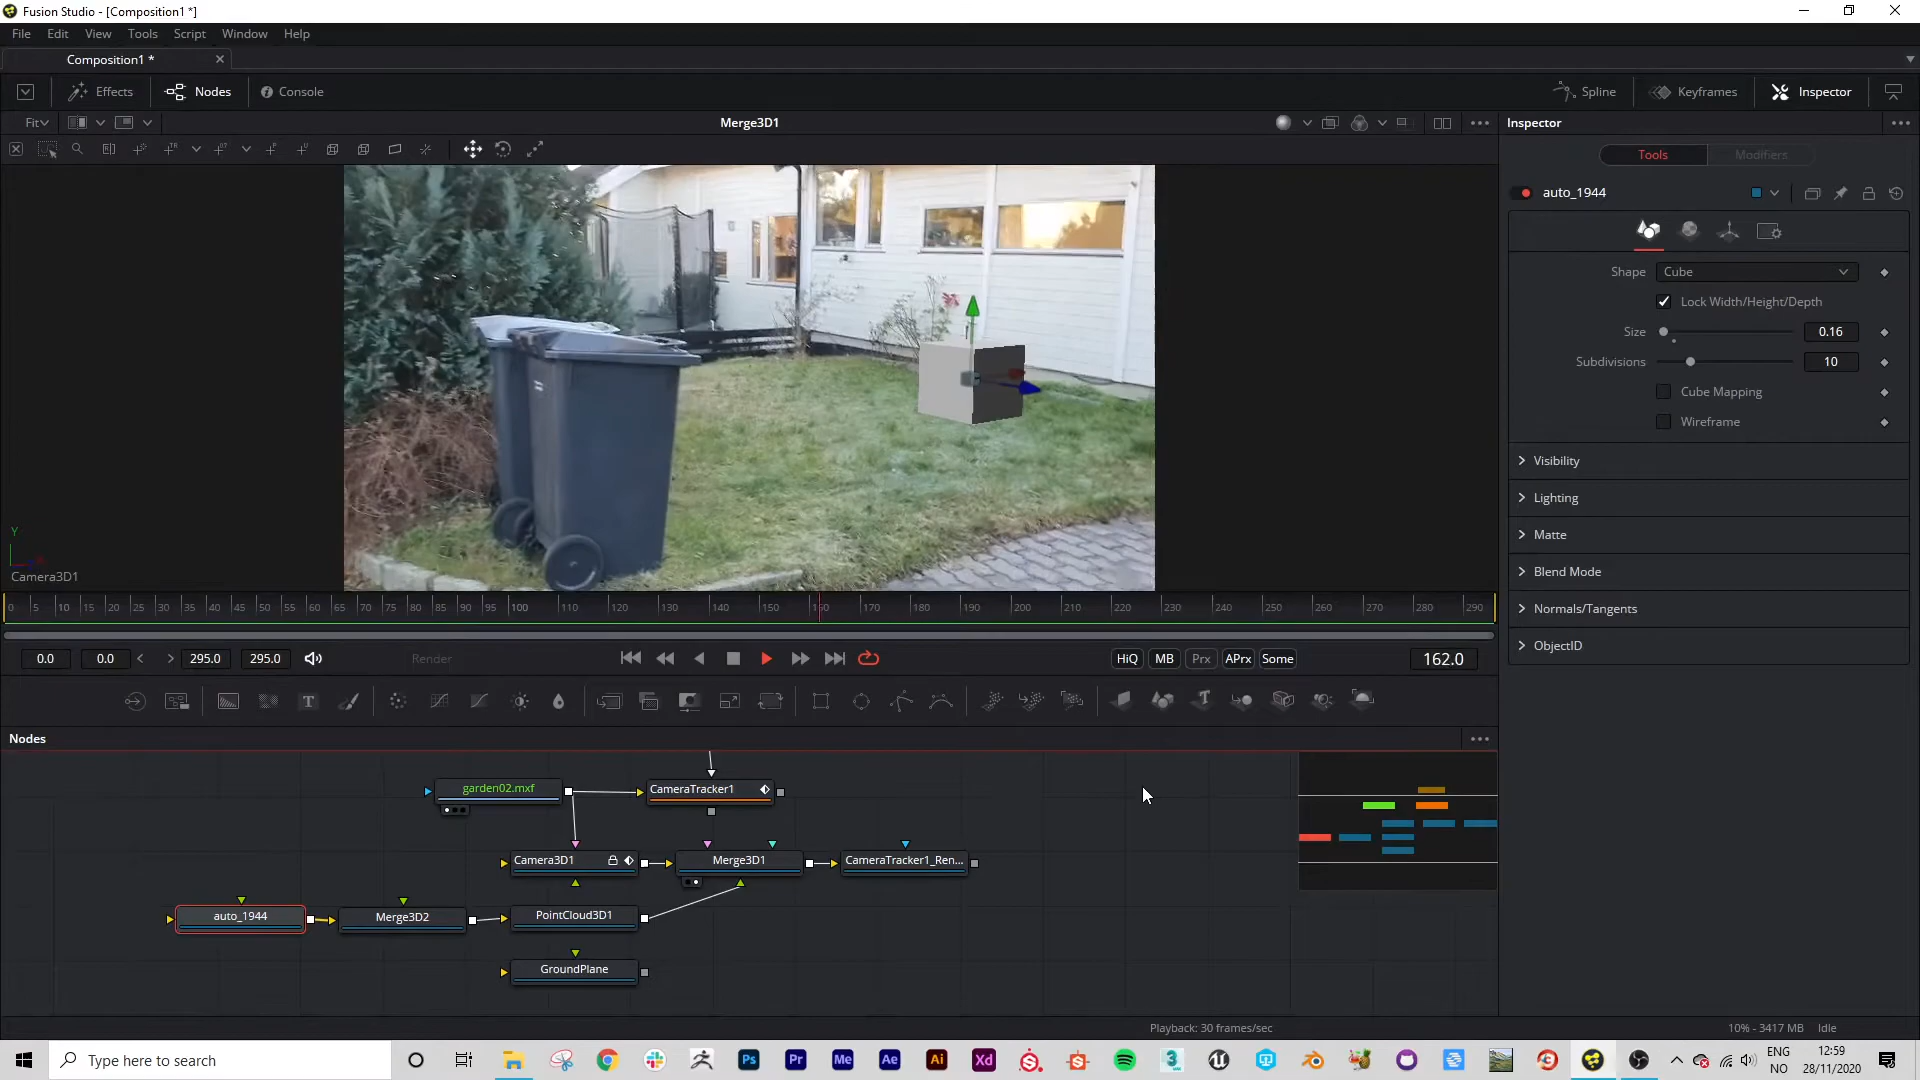 Fusion Studio - [Composition1 *]
File Edit View Tools Script Window Help
Composition1 *
Effects Nodes Console Spline Keyframes Inspector
Fit Merge3D1 Inspector
Tools Modifiers
auto_1944
Shape Cube
Lock Width/Height/Depth
Size 0.16
Subdivisions 10
Cube Mapping
Wireframe
Visibility
Lighting
Matte
Blend Mode
Normals/Tangents
ObjectID
Y
Camera3D1
0 5 10 15 20 25 30 35 40 45 50 55 60 65 70 75 80 85 90 95 100 110 120 130 140 150 160 170 180 190 200 210 220 230 240 250 260 270 280 290
0.0 0.0 295.0 295.0 Render HiQ MB Prx APrx Some 162.0
Nodes
garden02.mxf CameraTracker1
Camera3D1 Merge3D1 CameraTracker1_Ren...
auto_1944 Merge3D2 PointCloud3D1
GroundPlane
Playback: 30 frames/sec 10% - 3417 MB Idle
Type here to search
Ps Pr Me Ae Ai Xd
ENG
NO
12:59
28/11/2020